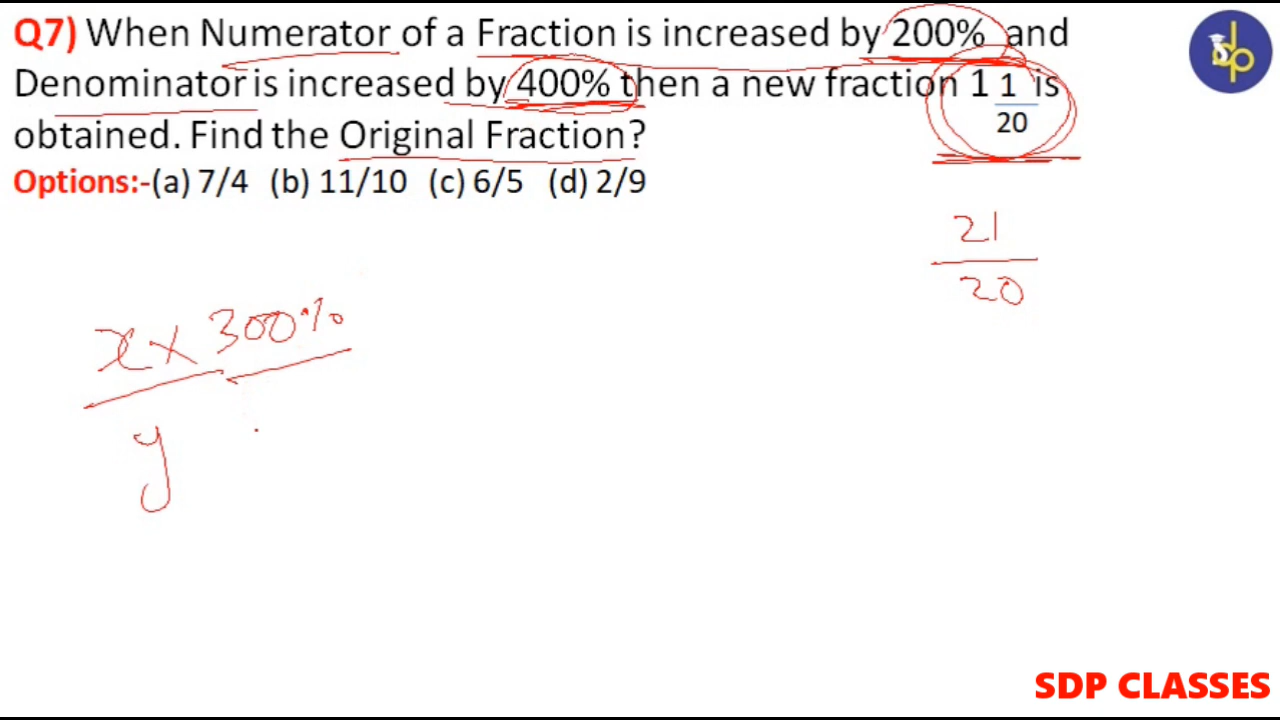 Q7) When Numerator of a Fraction is increased by 200% and
Denominator is increased by 400% then a new fraction 1 1/20 is
obtained. Find the Original Fraction?
Options:-(a) 7/4 (b) 11/10 (c) 6/5 (d) 2/9
21
20
x × 300%
y
dp
SDP CLASSES